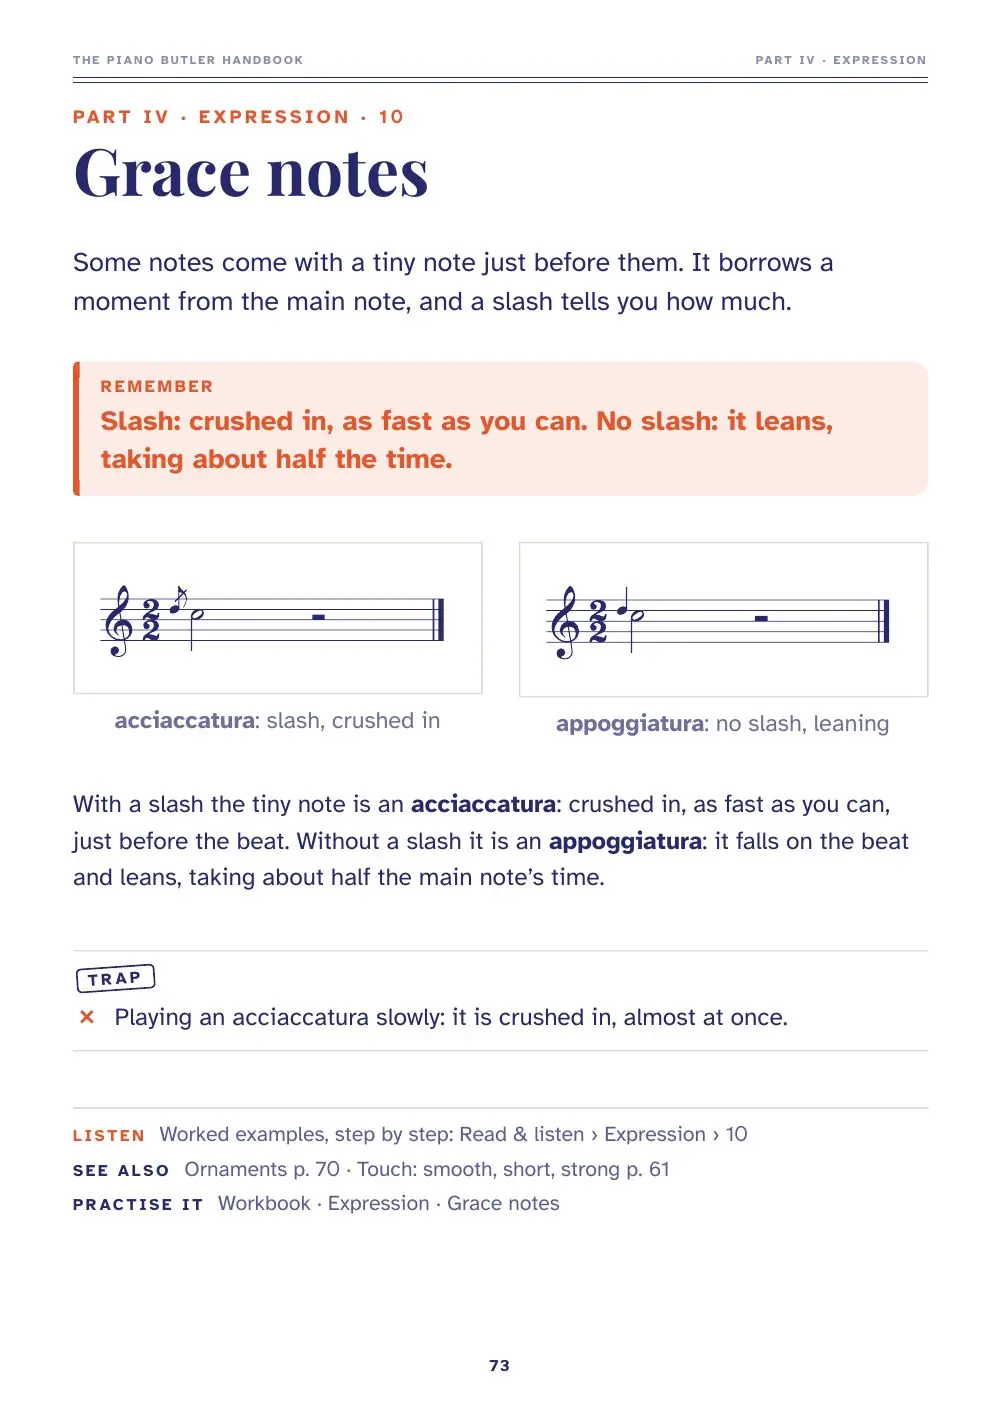 THE PIANO BUTLER HANDBOOK
PART IV · EXPRESSION
PART IV · EXPRESSION · 10
Grace notes
Some notes come with a tiny note just before them. It borrows a
moment from the main note, and a slash tells you how much.
REMEMBER
Slash: crushed in, as fast as you can. No slash: it leans,
taking about half the time.
2
2
2
2
acciaccatura: slash, crushed in
appoggiatura: no slash, leaning
With a slash the tiny note is an acciaccatura: crushed in, as fast as you can,
just before the beat. Without a slash it is an appoggiatura: it falls on the beat
and leans, taking about half the main note’s time.
TRAP
× Playing an acciaccatura slowly: it is crushed in, almost at once.
LISTEN Worked examples, step by step: Read & listen › Expression › 10
SEE ALSO Ornaments p. 70 · Touch: smooth, short, strong p. 61
PRACTISE IT Workbook · Expression · Grace notes
73